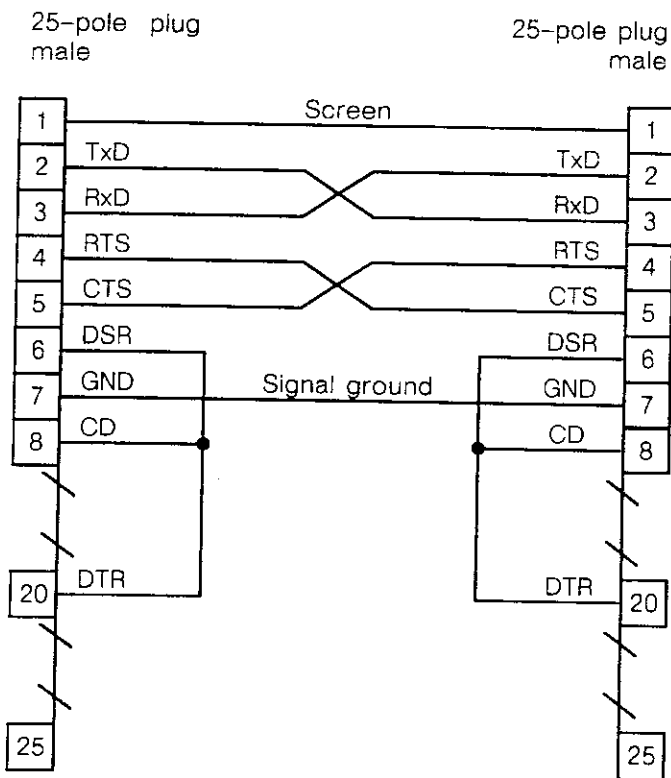 25-pole plug
male
25-pole plug
male
Screen
1
1
TxD
TxD
2
2
RxD
RxD
3
3
RTS
RTS
4
4
CTS
CTS
5
5
DSR
DSR
6
6
GND
Signal ground
GND
7
7
CD
CD
8
8
DTR
DTR
20
20
25
25